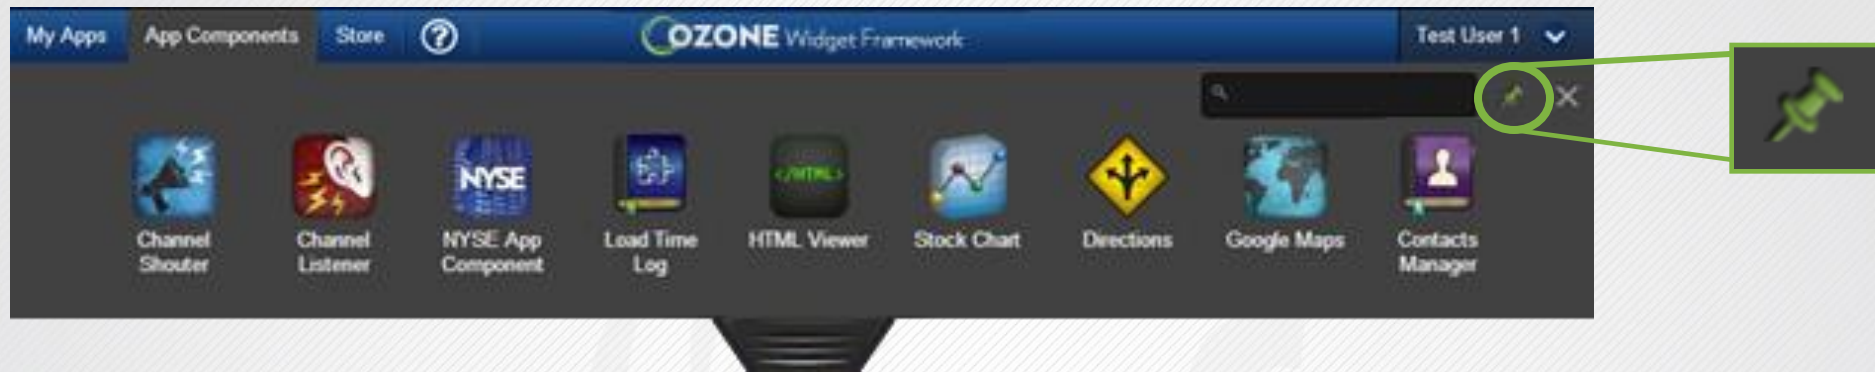 My Apps App Components Store ? OZONE Widget Framework Test User 1
NYSE
</HTML>
Channel
Shouter
Channel
Listener
NYSE App
Component
Load Time
Log
HTML Viewer
Stock Chart
Directions
Google Maps
Contacts
Manager